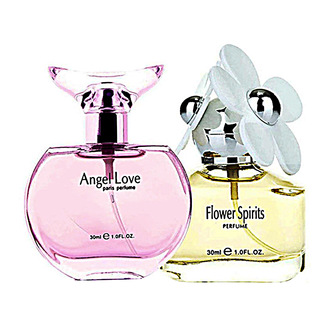 Angel Love
paris perfume
30ml ℮ 1.0FL.OZ.
Flower Spirits
PERFUME
30ml ℮ 1.0FL.OZ.